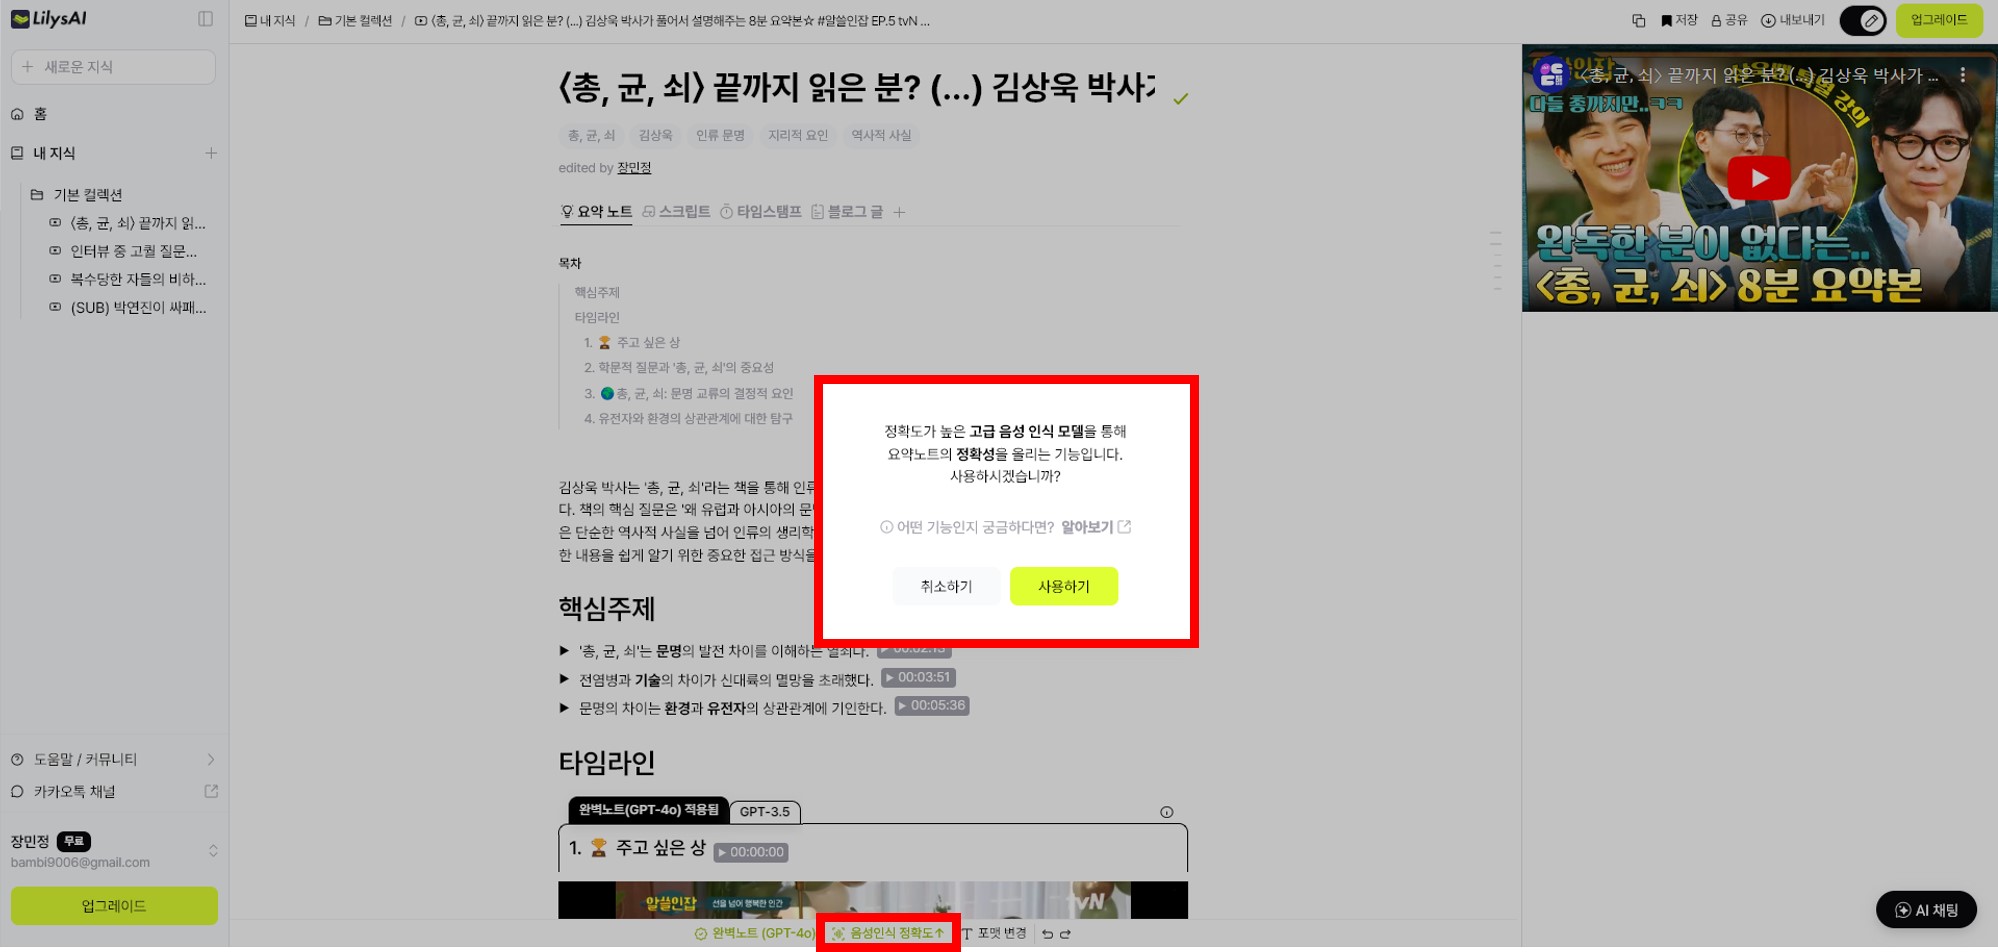 LilysAI
새로운 지식
홈
내 지식
기본 컬렉션
〈총, 균, 쇠〉 끝까지 읽...
인터뷰 중 고퀄 질문...
복수당한 자들의 비하...
(SUB) 박연진이 싸패...
도움말 / 커뮤니티
카카오톡 채널
장민정 무료
bambi9006@gmail.com
업그레이드
내 지식 / 기본 컬렉션 / 〈총, 균, 쇠〉 끝까지 읽은 분? (...) 김상욱 박사가 풀어서 설명해주는 8분 요약본☆ #알쓸인잡 EP.5 tvN ...
저장 공유 내보내기 업그레이드
〈총, 균, 쇠〉 끝까지 읽은 분? (...) 김상욱 박사가
총, 균, 쇠 김상욱 인류 문명 지리적 요인 역사적 사실
edited by 장민정
요약 노트 스크립트 타임스탬프 블로그 글
목차
핵심주제
타임라인
1. 🏆 주고 싶은 상
2. 학문적 질문과 '총, 균, 쇠'의 중요성
3. 🌍총, 균, 쇠: 문명 교류의 결정적 요인
4. 유전자와 환경의 상관관계에 대한 탐구
김상욱 박사는 '총, 균, 쇠'라는 책을 통해 인류
다. 책의 핵심 질문은 '왜 유럽과 아시아의 문명
은 단순한 역사적 사실을 넘어 인류의 생리학
한 내용을 쉽게 알기 위한 중요한 접근 방식을
핵심주제
▶ '총, 균, 쇠'는 문명의 발전 차이를 이해하는 열쇠다. ▶ 00:02:13
▶ 전염병과 기술의 차이가 신대륙의 멸망을 초래했다. ▶ 00:03:51
▶ 문명의 차이는 환경과 유전자의 상관관계에 기인한다. ▶ 00:05:36
타임라인
완벽노트(GPT-4o) 적용됨 GPT-3.5
1. 🏆 주고 싶은 상 ▶ 00:00:00
알쓸인잡 선을 넘어 행복한 인간 tvN
완벽노트 (GPT-4o) 음성인식 정확도↑ 포맷 변경
정확도가 높은 고급 음성 인식 모델을 통해
요약노트의 정확성을 올리는 기능입니다.
사용하시겠습니까?
어떤 기능인지 궁금하다면? 알아보기
취소하기 사용하기
〈총, 균, 쇠〉 끝까지 읽은 분? (...) 김상욱 박사가 ...
다들 총까지만..ㅋㅋ
특별 강의
완독한 분이 없다는..
<총, 균, 쇠> 8분 요약본
AI 채팅